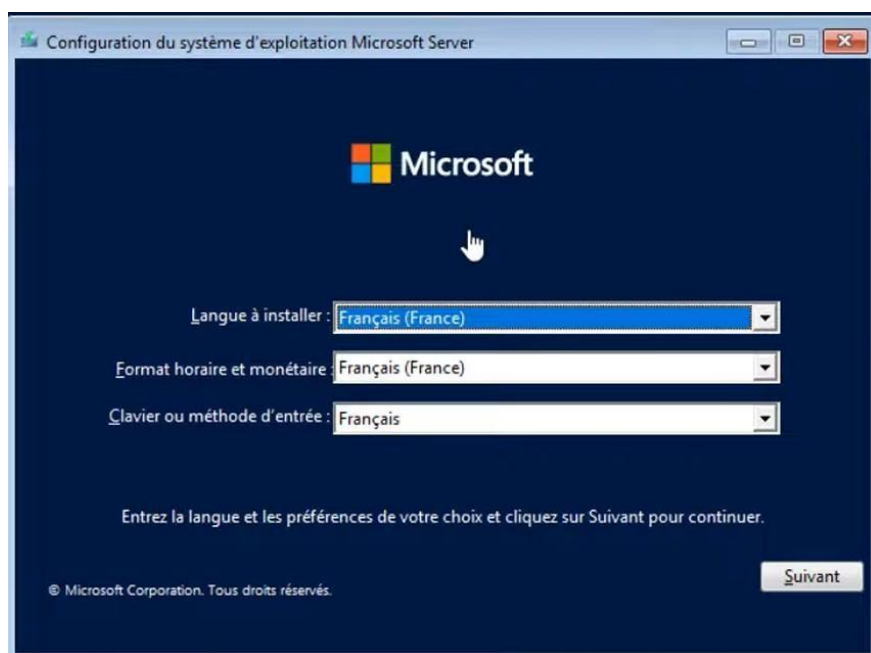 Configuration du système d'exploitation Microsoft Server
Microsoft
Langue à installer : Français (France)
Format horaire et monétaire : Français (France)
Clavier ou méthode d'entrée : Français
Entrez la langue et les préférences de votre choix et cliquez sur Suivant pour continuer.
Suivant
© Microsoft Corporation. Tous droits réservés.